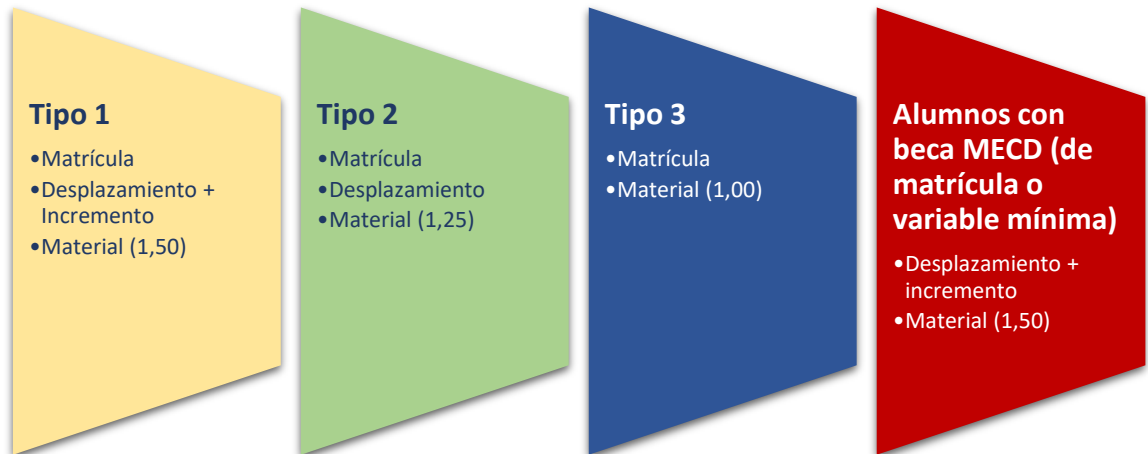 Tipo 1
•Matrícula
•Desplazamiento +
Incremento
•Material (1,50)
Tipo 2
•Matrícula
•Desplazamiento
•Material (1,25)
Tipo 3
•Matrícula
•Material (1,00)
Alumnos con
beca MECD (de
matrícula o
variable mínima)
•Desplazamiento +
incremento
•Material (1,50)